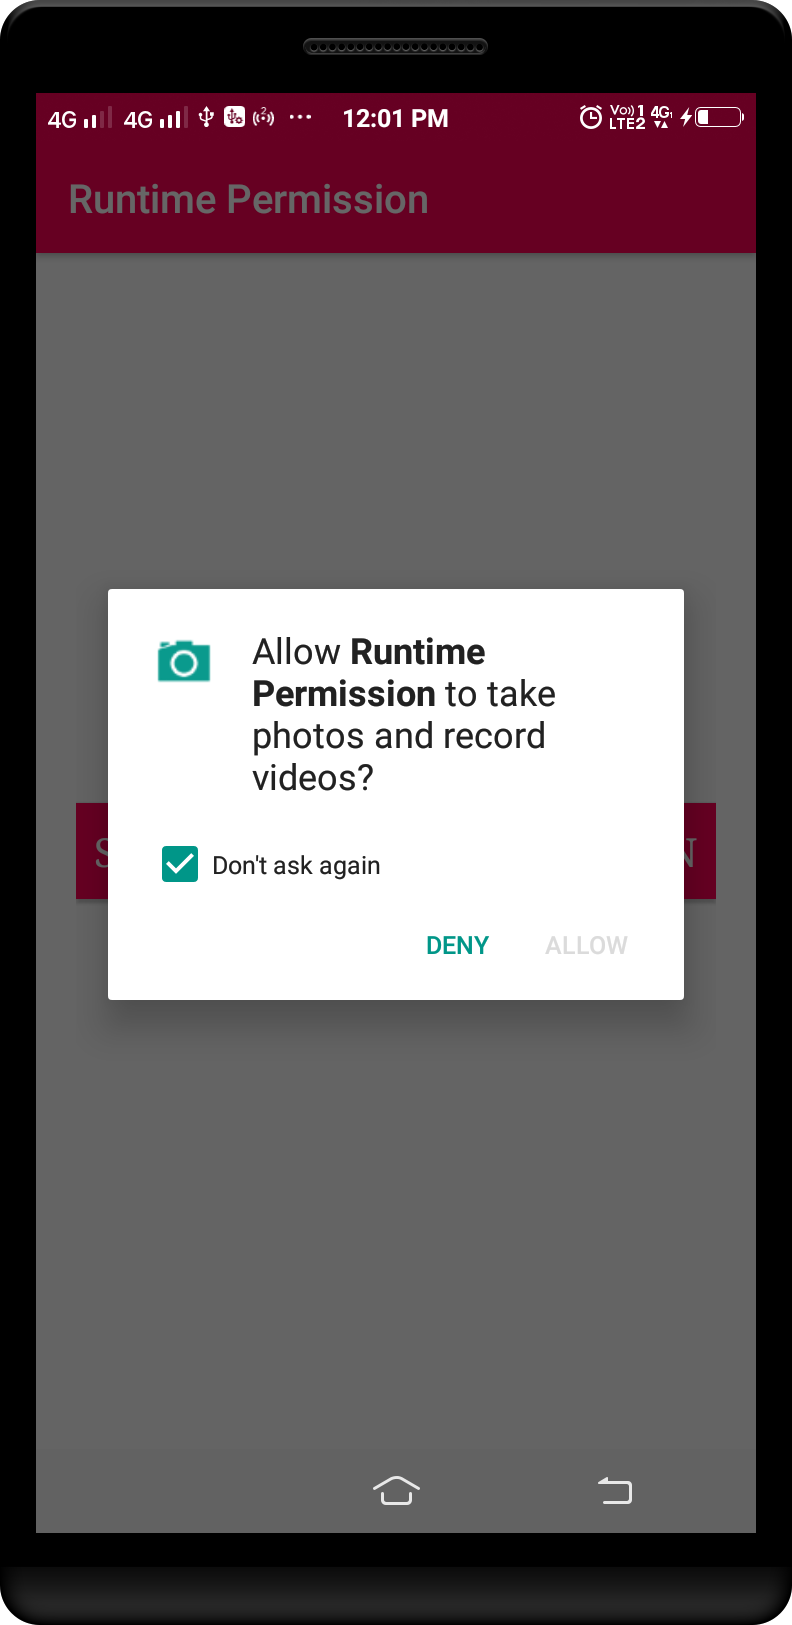 4G 4G 2 ... 12:01 PM Vo)) 1 LTE2 4G
Runtime Permission
Allow Runtime
Permission to take
photos and record
videos?
S N
Don't ask again
DENY ALLOW